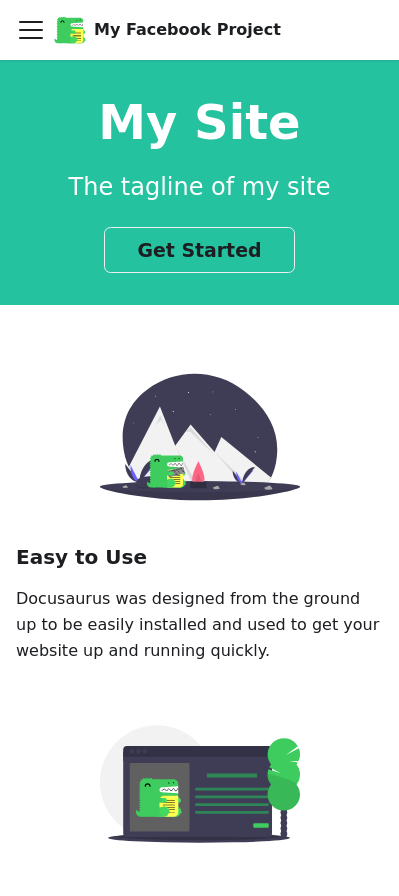 My Facebook Project
My Site
The tagline of my site
Get Started
Easy to Use
Docusaurus was designed from the ground
up to be easily installed and used to get your
website up and running quickly.